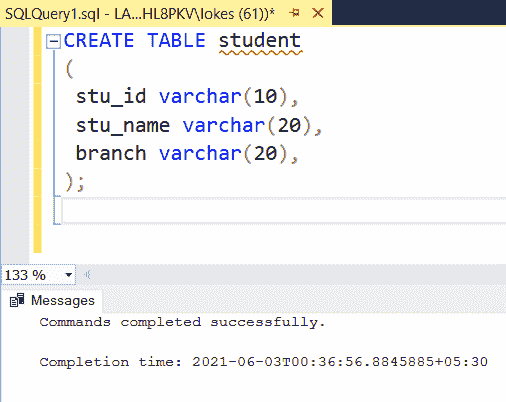 SQLQuery1.sql - LA...HL8PKV\lokes (61))*
CREATE TABLE student
(
stu_id varchar(10),
stu_name varchar(20),
branch varchar(20),
);
133 %
Messages
Commands completed successfully.
Completion time: 2021-06-03T00:36:56.8845885+05:30